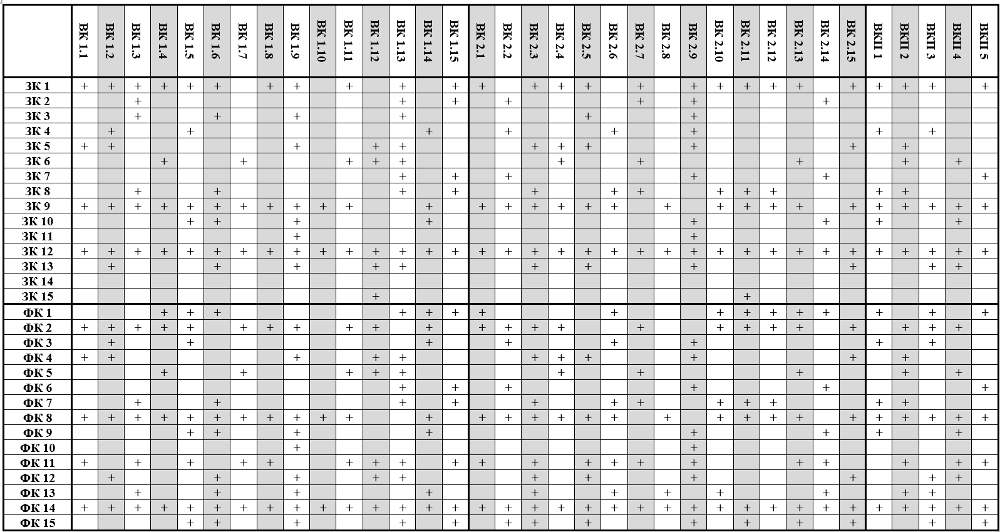 ВК 1.1 ВК 1.2 ВК 1.3 ВК 1.4 ВК 1.5 ВК 1.6 ВК 1.7 ВК 1.8 ВК 1.9 ВК 1.10 ВК 1.11 ВК 1.12 ВК 1.13 ВК 1.14 ВК 1.15 ВК 2.1 ВК 2.2 ВК 2.3 ВК 2.4 ВК 2.5 ВК 2.6 ВК 2.7 ВК 2.8 ВК 2.9 ВК 2.10 ВК 2.11 ВК 2.12 ВК 2.13 ВК 2.14 ВК 2.15 ВКП 1 ВКП 2 ВКП 3 ВКП 4 ВКП 5
ЗК 1 + + + + + + + + + + + + + + + + + + + + + + + + + +
ЗК 2 + + + + + + +
ЗК 3 + + + + + +
ЗК 4 + + + + + + + +
ЗК 5 + + + + + + + + + + +
ЗК 6 + + + + + + + + + +
ЗК 7 + + + + + +
ЗК 8 + + + + + + + + + + + +
ЗК 9 + + + + + + + + + + + + + + + + + + + + + + + + + + + + +
ЗК 10 + + + + + + + +
ЗК 11 + +
ЗК 12 + + + + + + + + + + + + + + + + + + + + + + + + + + + + + + + + + + +
ЗК 13 + + + + + + + + + + +
ЗК 14
ЗК 15 + +
ФК 1 + + + + + + + + + + + + + + + +
ФК 2 + + + + + + + + + + + + + + + + + + + + + + + +
ФК 3 + + + + + + + +
ФК 4 + + + + + + + + + + +
ФК 5 + + + + + + + + + +
ФК 6 + + + + + +
ФК 7 + + + + + + + + + + + +
ФК 8 + + + + + + + + + + + + + + + + + + + + + + + + + + + + +
ФК 9 + + + + + + + +
ФК 10 + +
ФК 11 + + + + + + + + + + + + + + + + + + + +
ФК 12 + + + + + + + + + + +
ФК 13 + + + + + + + + + + +
ФК 14 + + + + + + + + + + + + + + + + + + + + + + + + + + + + + + + + + + +
ФК 15 + + + + + + + + + + + + + +